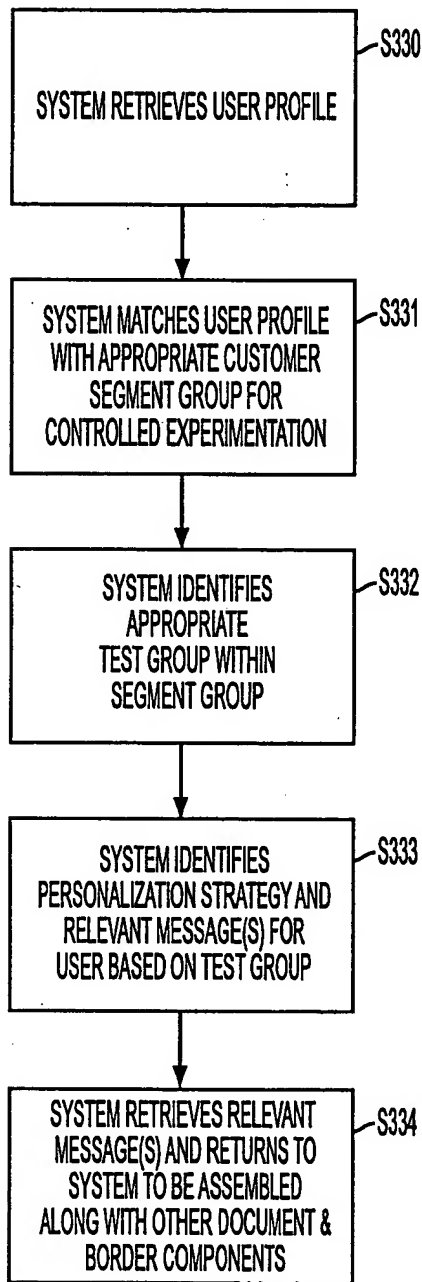 S330
SYSTEM RETRIEVES USER PROFILE
S331
SYSTEM MATCHES USER PROFILE
WITH APPROPRIATE CUSTOMER
SEGMENT GROUP FOR
CONTROLLED EXPERIMENTATION
S332
SYSTEM IDENTIFIES
APPROPRIATE
TEST GROUP WITHIN
SEGMENT GROUP
S333
SYSTEM IDENTIFIES
PERSONALIZATION STRATEGY AND
RELEVANT MESSAGE(S) FOR
USER BASED ON TEST GROUP
S334
SYSTEM RETRIEVES RELEVANT
MESSAGE(S) AND RETURNS TO
SYSTEM TO BE ASSEMBLED
ALONG WITH OTHER DOCUMENT &
BORDER COMPONENTS